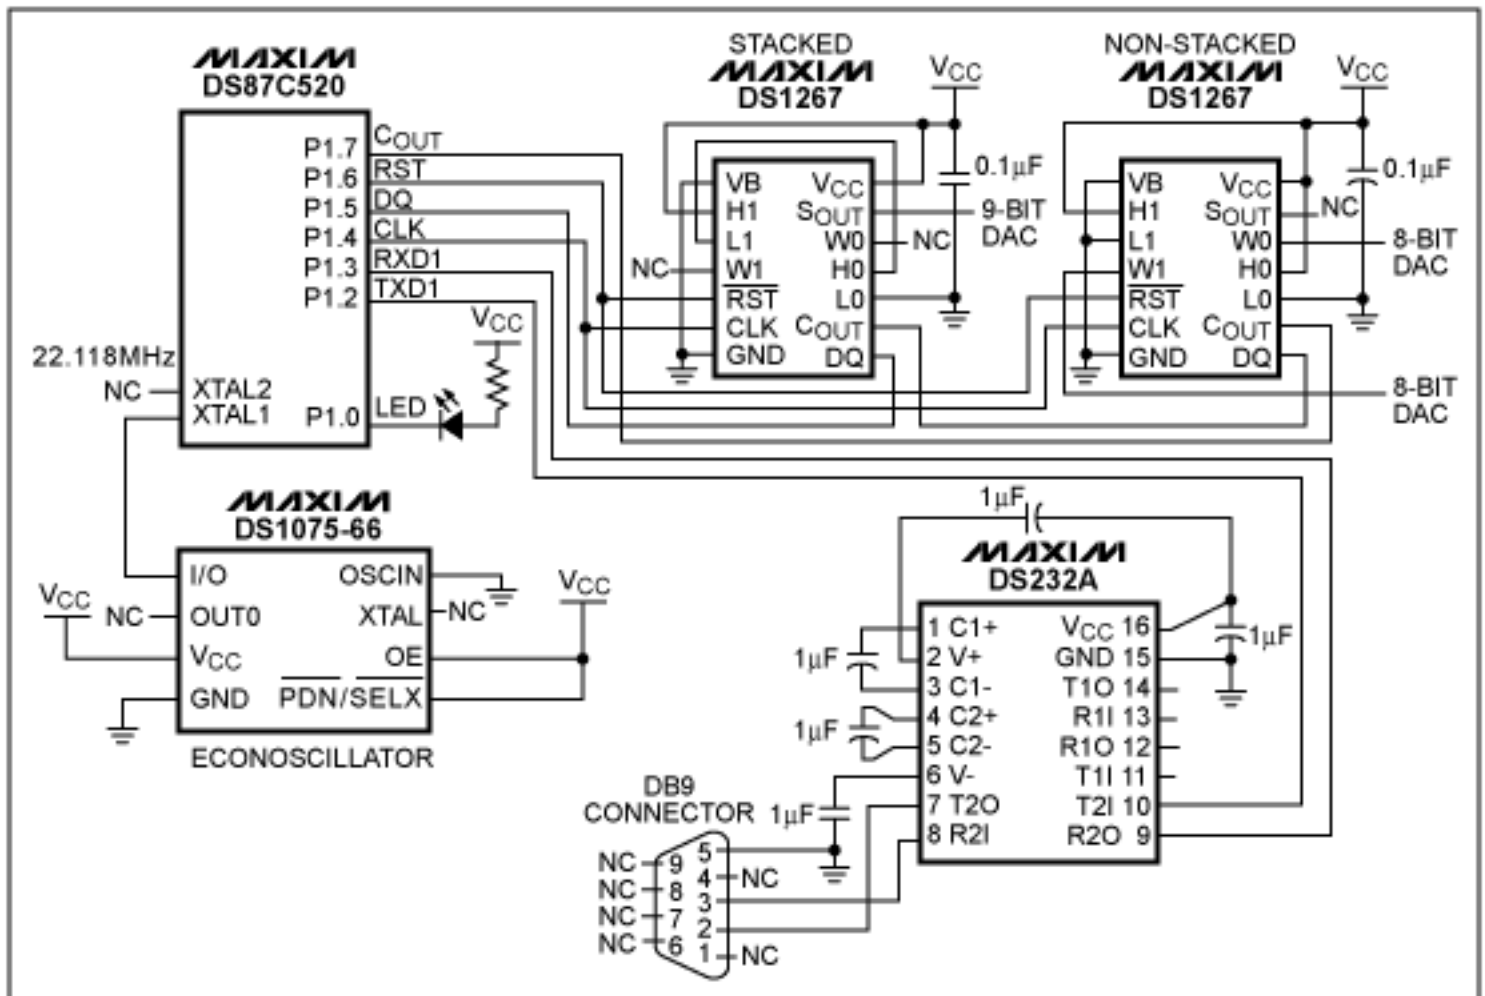 STACKED
NON-STACKED
MAXIM
DS87C520
MAXIM
DS1267
VCC
MAXIM
DS1267
VCC
P1.7 COUT
P1.6 RST
P1.5 DQ
P1.4 CLK
P1.3 RXD1
P1.2 TXD1
VCC
22.118MHz
NC XTAL2
XTAL1
P1.0 LED
VB VCC
H1 SOUT
L1 W0 NC
NC W1 H0
RST L0
CLK COUT
GND DQ
0.1µF
9-BIT
DAC
VB VCC
H1 SOUT NC
L1 W0
W1 H0
RST L0
CLK COUT
GND DQ
0.1µF
8-BIT
DAC
8-BIT
DAC
MAXIM
DS1075-66
VCC
I/O OSCIN
NC OUT0 XTAL NC
VCC OE
GND PDN/SELX
VCC
ECONOSCILLATOR
1µF
MAXIM
DS232A
1 C1+ VCC 16
2 V+ GND 15
3 C1- T1O 14
4 C2+ R1I 13
5 C2- R1O 12
6 V- T1I 11
7 T2O T2I 10
8 R2I R2O 9
1µF
1µF
1µF
1µF
DB9
CONNECTOR
NC 9 5
NC 8 4 NC
NC 7 3
NC 6 2
1 NC